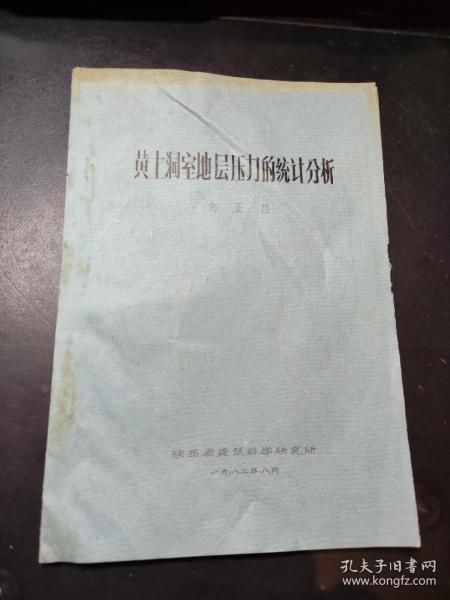 黄土洞室地层压力的统计分析
正昌
陕西省建筑科学研究所
一九八二年八月
孔夫子旧书网
www.kongfz.com